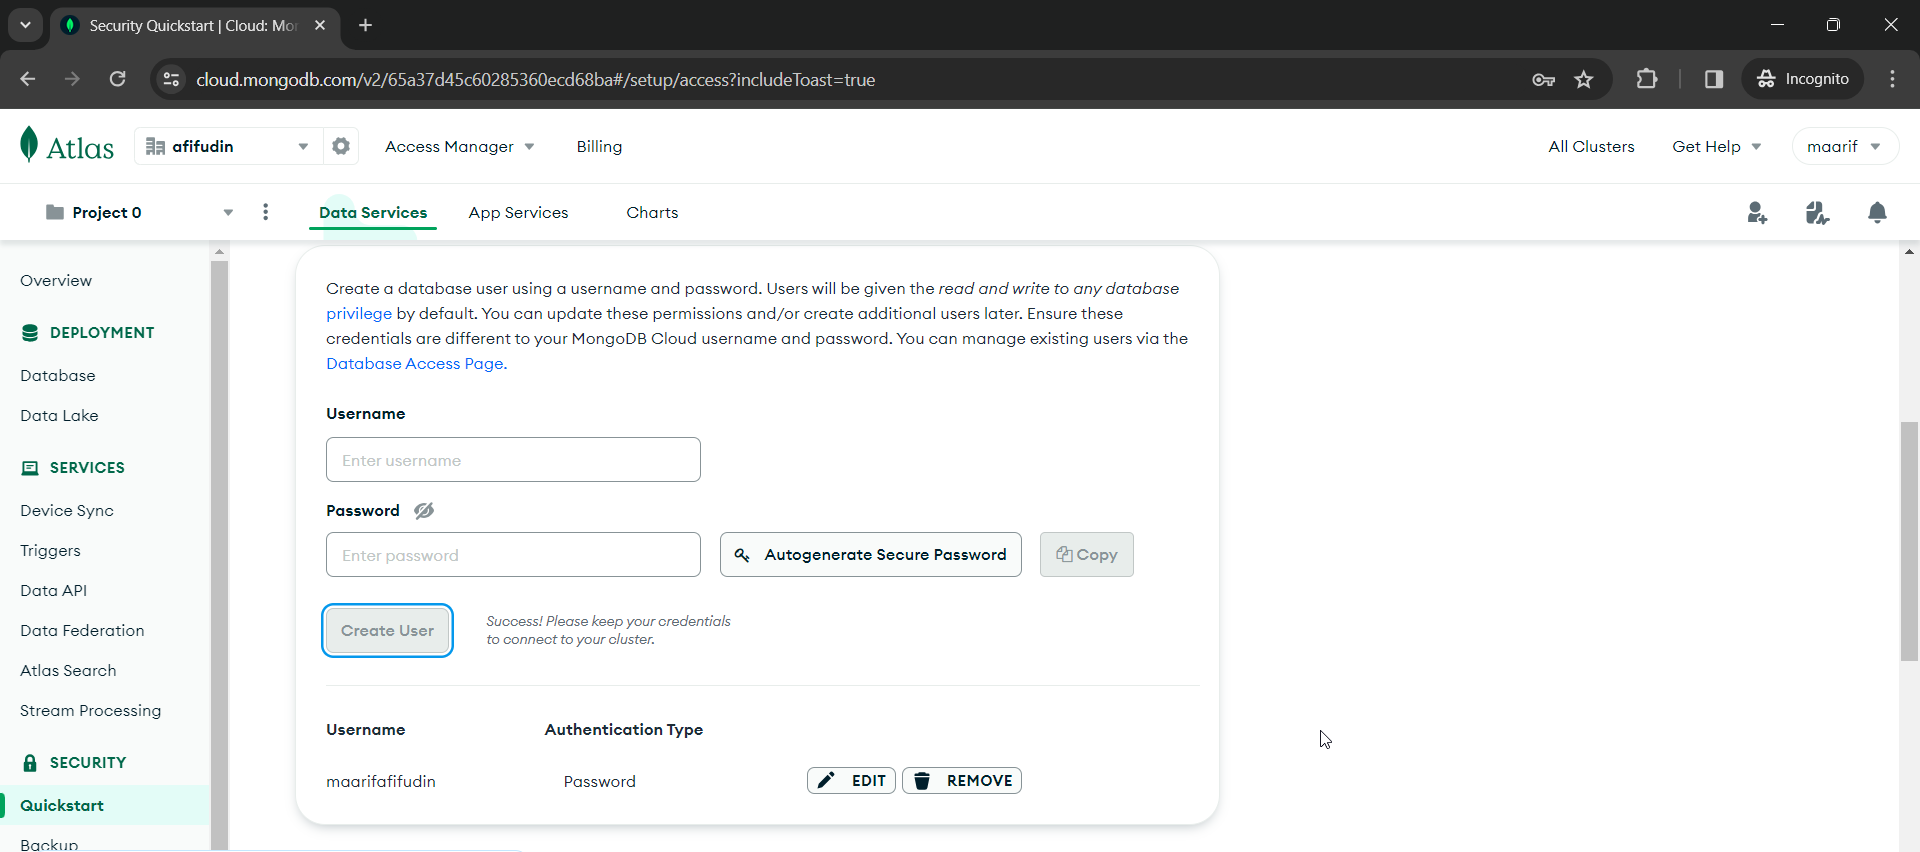 Security Quickstart | Cloud: Mor
cloud.mongodb.com/v2/65a37d45c60285360ecd68ba#/setup/access?includeToast=true
Incognito
Atlas
afifudin
Access Manager
Billing
All Clusters
Get Help
maarif
Project 0
Data Services
App Services
Charts
Overview
DEPLOYMENT
Database
Data Lake
SERVICES
Device Sync
Triggers
Data API
Data Federation
Atlas Search
Stream Processing
SECURITY
Quickstart
Backup
Create a database user using a username and password. Users will be given the read and write to any database
privilege by default. You can update these permissions and/or create additional users later. Ensure these
credentials are different to your MongoDB Cloud username and password. You can manage existing users via the
Database Access Page.
Username
Enter username
Password
Enter password
Autogenerate Secure Password
Copy
Create User
Success! Please keep your credentials
to connect to your cluster.
Username
Authentication Type
maarifafifudin
Password
EDIT
REMOVE